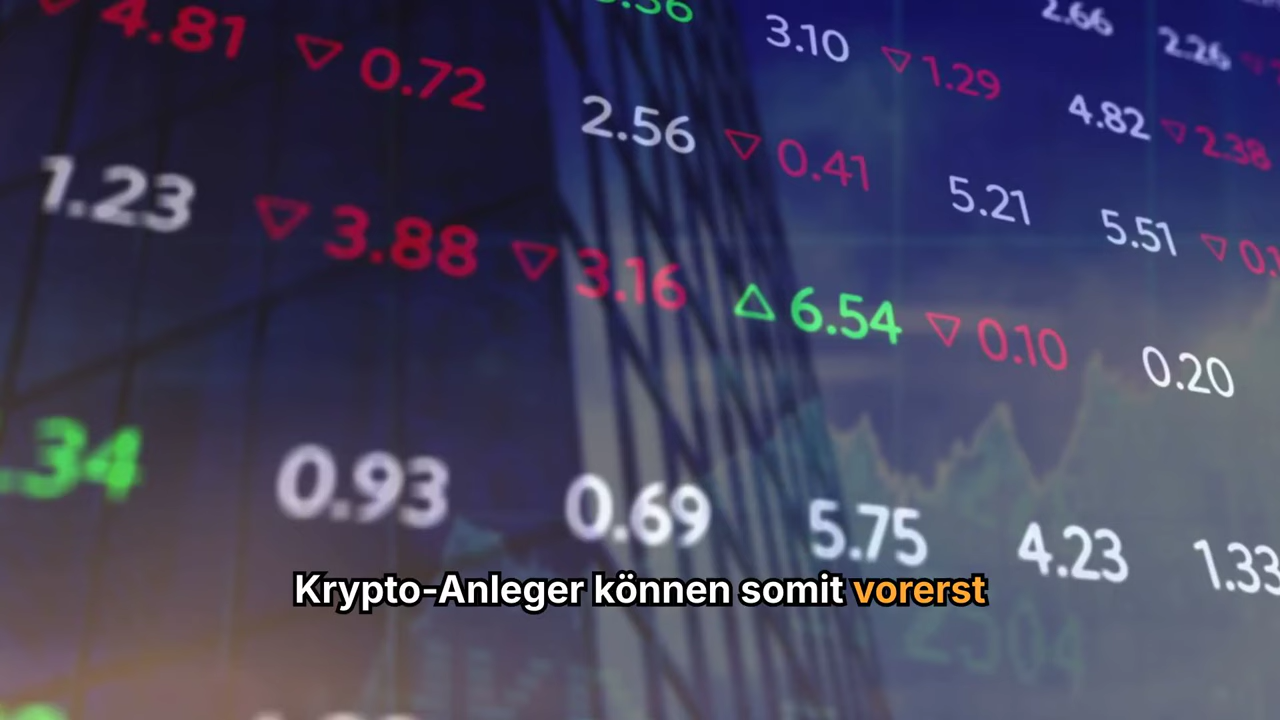 3.10 ▽ 1.29
2.66
2.26
4.81 ▽ 0.72
2.56 ▽ 0.41
4.82 ▽ 2.38
5.21
5.51 ▽
1.23 ▽ 3.88 ▽ 3.16 △ 6.54 ▽ 0.10 0.20
34 0.93 0.69 5.75 4.23 1.33
Krypto-Anleger können somit vorerst
2504